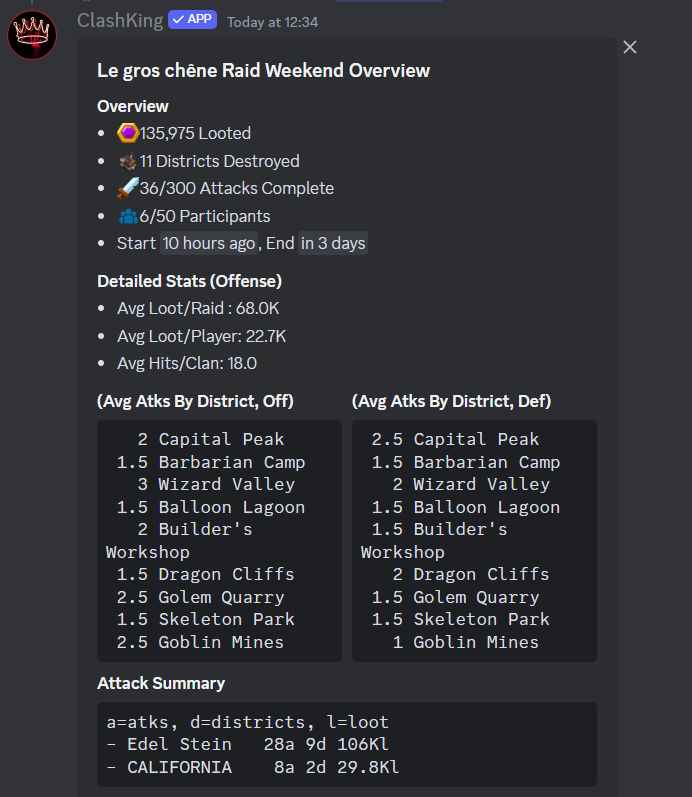 ClashKing APP Today at 12:34
Le gros chêne Raid Weekend Overview
Overview
135,975 Looted
11 Districts Destroyed
36/300 Attacks Complete
6/50 Participants
Start 10 hours ago, End in 3 days
Detailed Stats (Offense)
Avg Loot/Raid : 68.0K
Avg Loot/Player: 22.7K
Avg Hits/Clan: 18.0
(Avg Atks By District, Off)
2 Capital Peak
1.5 Barbarian Camp
3 Wizard Valley
1.5 Balloon Lagoon
2 Builder's
Workshop
1.5 Dragon Cliffs
2.5 Golem Quarry
1.5 Skeleton Park
2.5 Goblin Mines
(Avg Atks By District, Def)
2.5 Capital Peak
1.5 Barbarian Camp
2 Wizard Valley
1.5 Balloon Lagoon
1.5 Builder's
Workshop
2 Dragon Cliffs
1.5 Golem Quarry
1.5 Skeleton Park
1 Goblin Mines
Attack Summary
a=atks, d=districts, l=loot
- Edel Stein 28a 9d 106Kl
- CALIFORNIA 8a 2d 29.8Kl